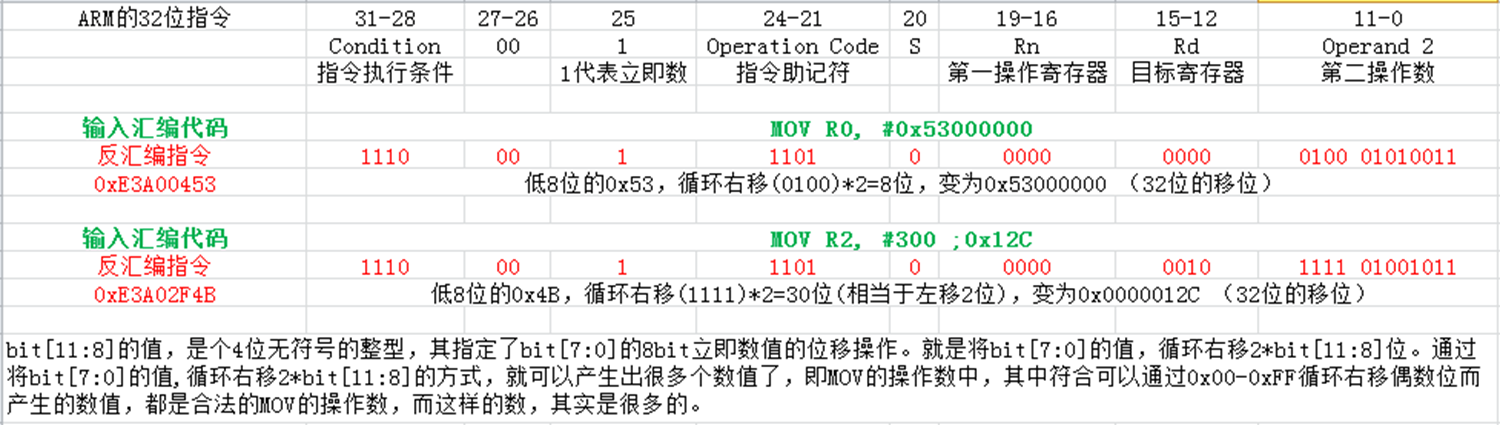 ARM的32位指令 31-28 27-26 25 24-21 20 19-16 15-12 11-0
Condition 00 1 Operation Code S Rn Rd Operand 2
指令执行条件 1代表立即数 指令助记符 第一操作寄存器 目标寄存器 第二操作数
输入汇编代码 MOV R0, #0x53000000
反汇编指令 1110 00 1 1101 0 0000 0000 0100 01010011
0xE3A00453 低8位的0x53，循环右移(0100)*2=8位，变为0x53000000 （32位的移位）
输入汇编代码 MOV R2, #300 ;0x12C
反汇编指令 1110 00 1 1101 0 0000 0010 1111 01001011
0xE3A02F4B 低8位的0x4B，循环右移(1111)*2=30位(相当于左移2位)，变为0x0000012C （32位的移位）
bit[11:8]的值，是个4位无符号的整型，其指定了bit[7:0]的8bit立即数值的位移操作。就是将bit[7:0]的值，循环右移2*bit[11:8]位。通过
将bit[7:0]的值,循环右移2*bit[11:8]的方式，就可以产生出很多个数值了，即MOV的操作数中，其中符合可以通过0x00-0xFF循环右移偶数位而
产生的数值，都是合法的MOV的操作数，而这样的数，其实是很多的。